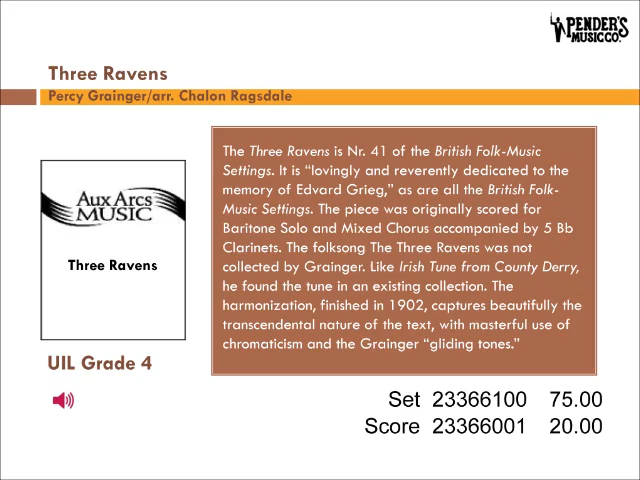 PENDER'S
MUSIC CO.
Three Ravens
Percy Grainger/arr. Chalon Ragsdale
Aux Arcs
MUSIC
Three Ravens
The Three Ravens is Nr. 41 of the British Folk-Music
Settings. It is “lovingly and reverently dedicated to the
memory of Edvard Grieg,” as are all the British Folk-
Music Settings. The piece was originally scored for
Baritone Solo and Mixed Chorus accompanied by 5 Bb
Clarinets. The folksong The Three Ravens was not
collected by Grainger. Like Irish Tune from County Derry,
he found the tune in an existing collection. The
harmonization, finished in 1902, captures beautifully the
transcendental nature of the text, with masterful use of
chromaticism and the Grainger “gliding tones.”
UIL Grade 4
Set 23366100 75.00
Score 23366001 20.00